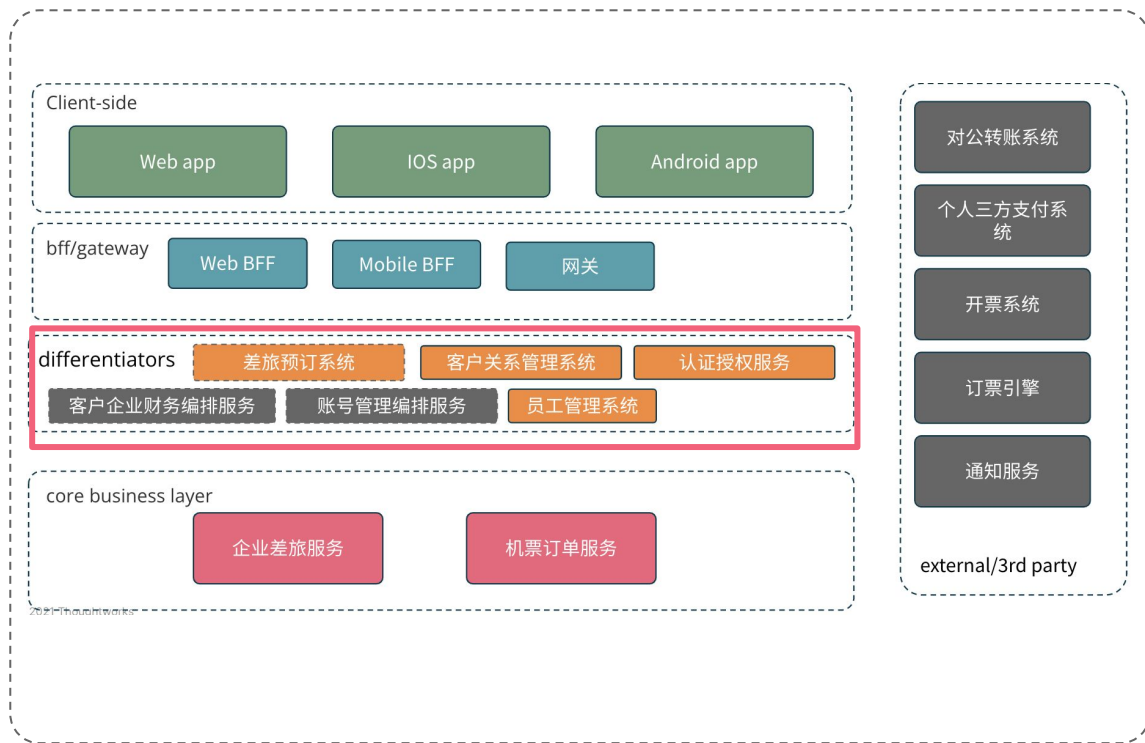 Client-side
Web app
IOS app
Android app
bff/gateway
Web BFF
Mobile BFF
网关
differentiators
差旅预订系统
客户关系管理系统
认证授权服务
客户企业财务编排服务
账号管理编排服务
员工管理系统
core business layer
企业差旅服务
机票订单服务
2021 Thoughtworks
对公转账系统
个人三方支付系
统
开票系统
订票引擎
通知服务
external/3rd party